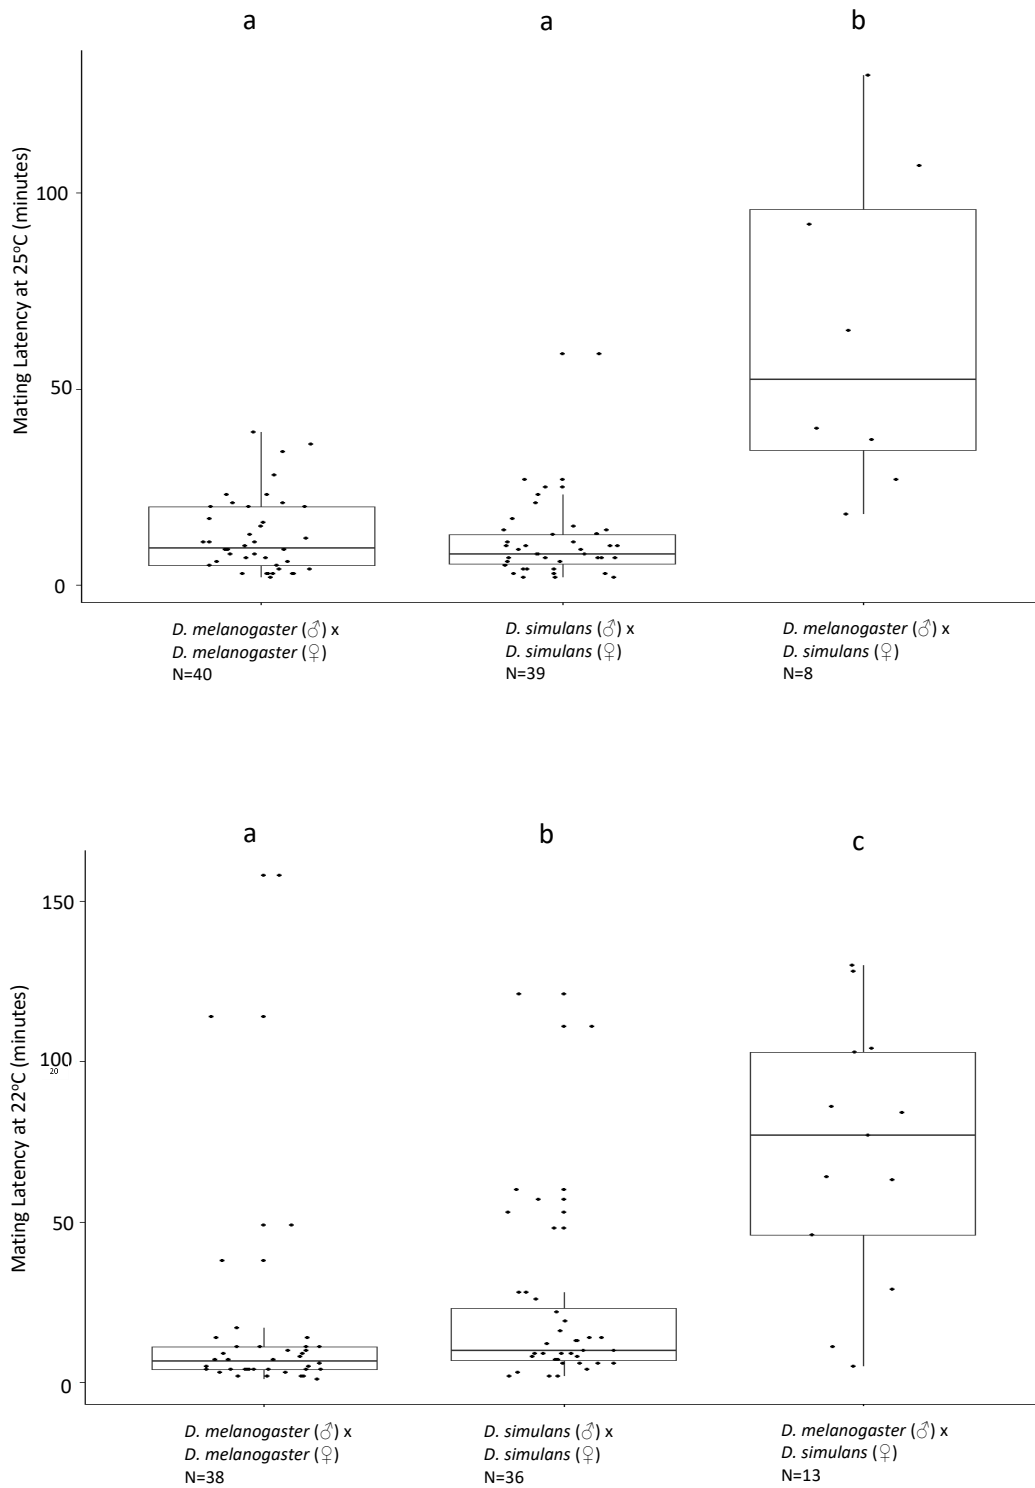 a a b
Mating Latency at 25ºC (minutes)
100
50
0
D. melanogaster (♂) x
D. melanogaster (♀)
N=40
D. simulans (♂) x
D. simulans (♀)
N=39
D. melanogaster (♂) x
D. simulans (♀)
N=8
a b c
Mating Latency at 22ºC (minutes)
150
100
20
50
0
D. melanogaster (♂) x
D. melanogaster (♀)
N=38
D. simulans (♂) x
D. simulans (♀)
N=36
D. melanogaster (♂) x
D. simulans (♀)
N=13